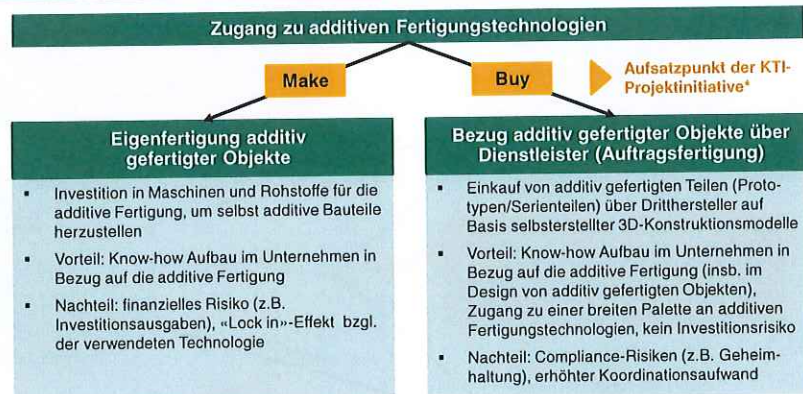 Zugang zu additiven Fertigungstechnologien
Make
Buy
Aufsatzpunkt der KTI-
Projektinitiative*
Eigenfertigung additiv
gefertigter Objekte
▪ Investition in Maschinen und Rohstoffe für die
additive Fertigung, um selbst additive Bauteile
herzustellen
▪ Vorteil: Know-how Aufbau im Unternehmen in
Bezug auf die additive Fertigung
▪ Nachteil: finanzielles Risiko (z.B.
Investitionsausgaben), «Lock in»-Effekt bzgl.
der verwendeten Technologie
Bezug additiv gefertigter Objekte über
Dienstleister (Auftragsfertigung)
▪ Einkauf von additiv gefertigten Teilen (Proto-
typen/Serienteilen) über Dritthersteller auf
Basis selbsterstellter 3D-Konstruktionsmodelle
▪ Vorteil: Know-how Aufbau im Unternehmen in
Bezug auf die additive Fertigung (insb. im
Design von additiv gefertigten Objekten),
Zugang zu einer breiten Palette an additiven
Fertigungstechnologien, kein Investitionsrisiko
▪ Nachteil: Compliance-Risiken (z.B. Geheim-
haltung), erhöhter Koordinationsaufwand